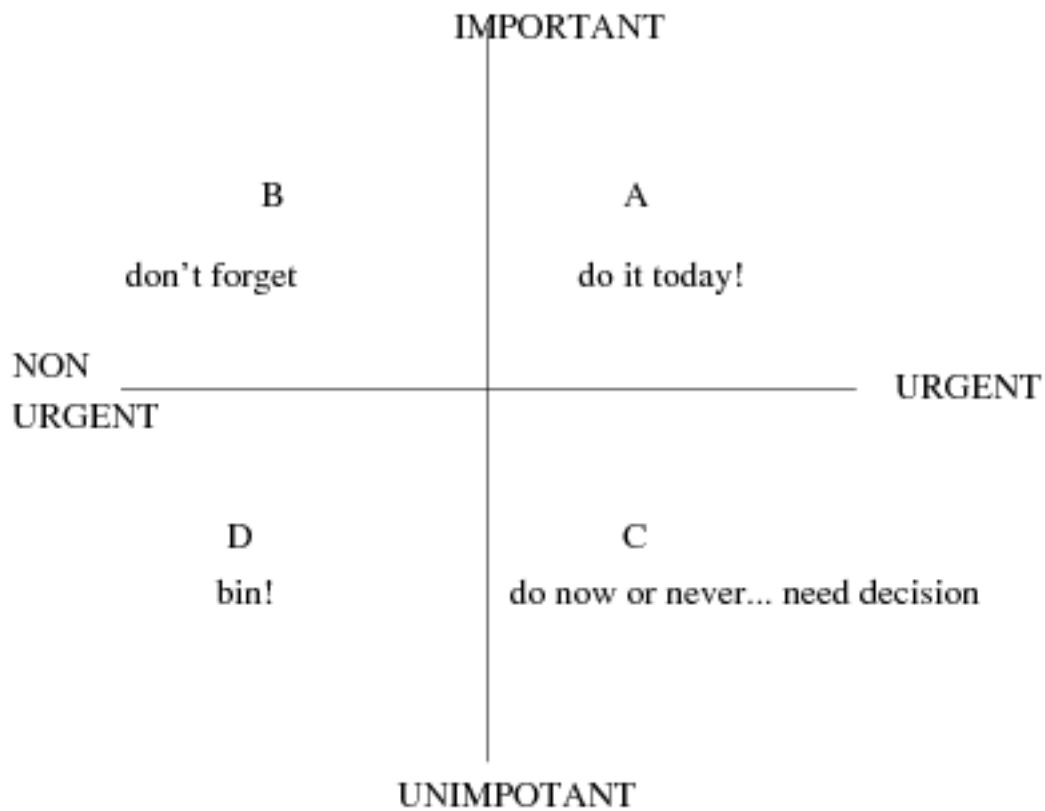 IMPORTANT
B
A
don't forget
do it today!
NON
URGENT
URGENT
D
C
bin!
do now or never... need decision
UNIMPOTANT